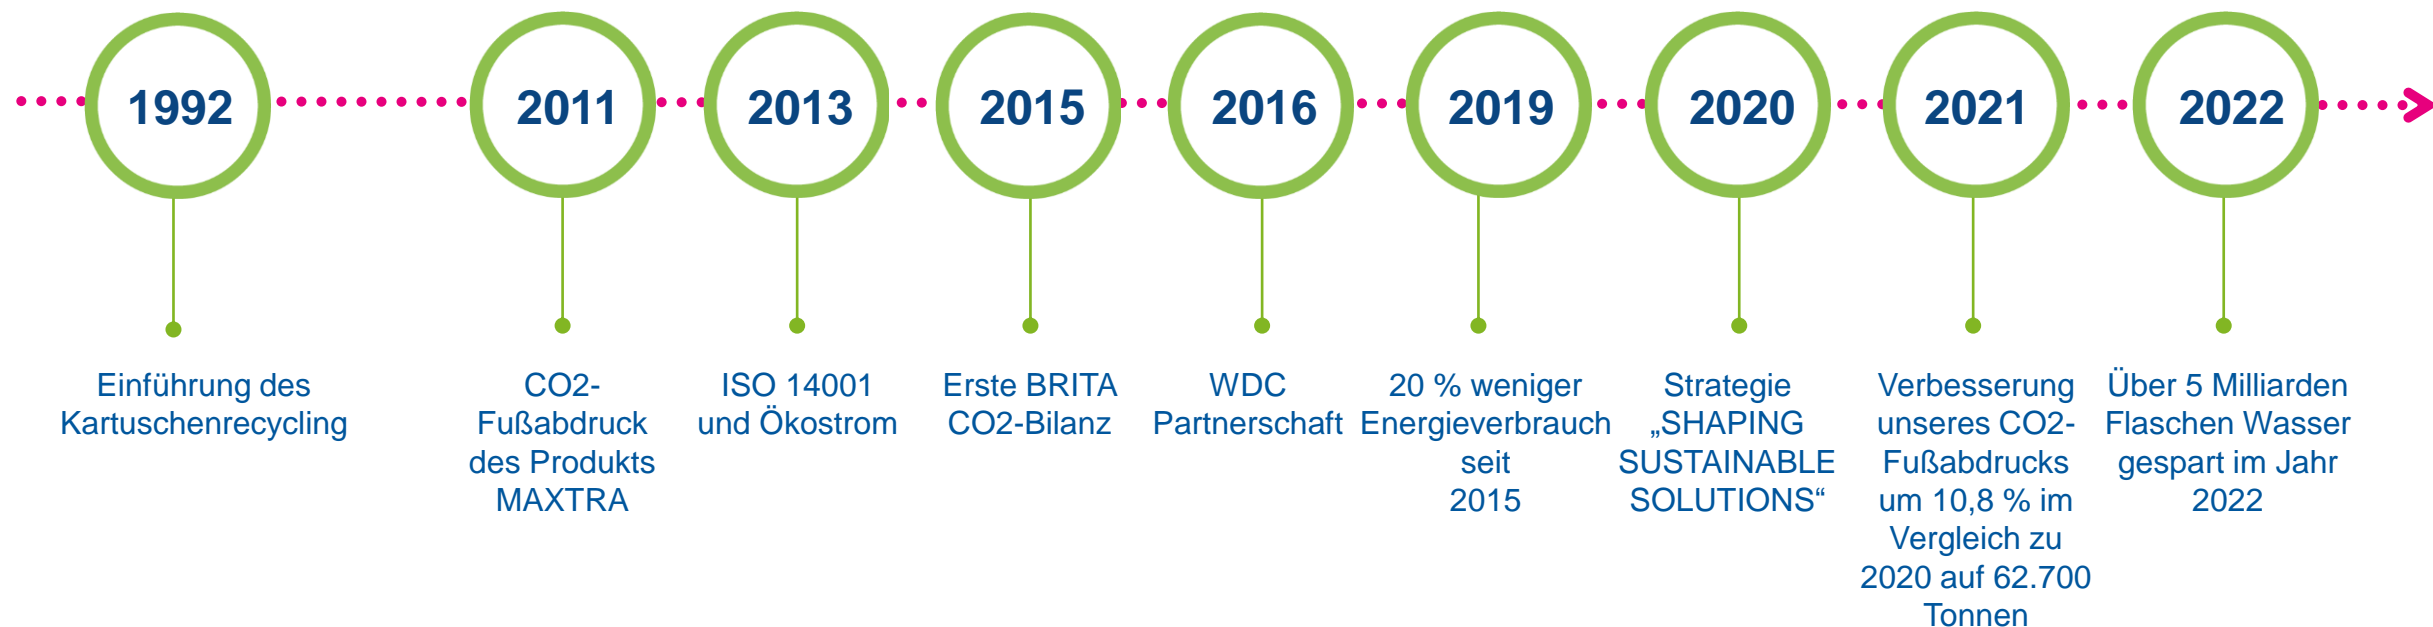 1992
2011
2013
2015
2016
2019
2020
2021
2022
Einführung des
Kartuschenrecycling
CO2-
Fußabdruck
des Produkts
MAXTRA
ISO 14001
und Ökostrom
Erste BRITA
CO2-Bilanz
WDC
Partnerschaft
20 % weniger
Energieverbrauch
seit
2015
Strategie
„SHAPING
SUSTAINABLE
SOLUTIONS“
Verbesserung
unseres CO2-
Fußabdrucks
um 10,8 % im
Vergleich zu
2020 auf 62.700
Tonnen
Über 5 Milliarden
Flaschen Wasser
gespart im Jahr
2022